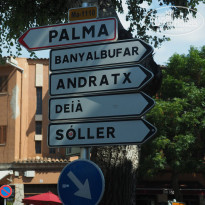 PALMA
BANYALBUFAR
ANDRATX
DEIÀ
SÓLLER